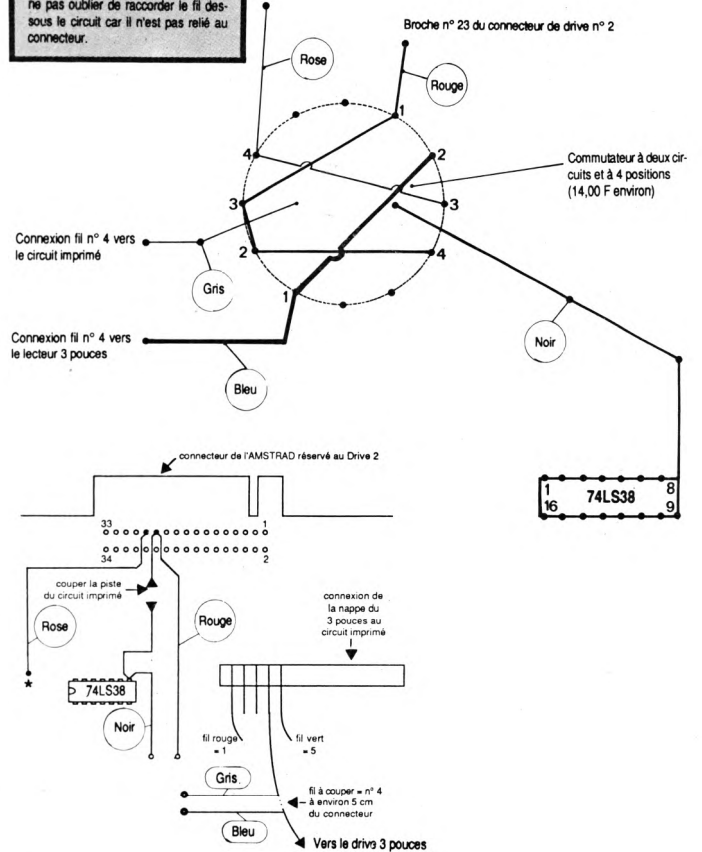 ne pas oublier de raccorder le fil des-
sous le circuit car il n'est pas relié au
connecteur.
Broche n° 23 du connecteur de drive n° 2
Rose
Rouge
1
4
2
Commutateur à deux cir-
cuits et à 4 positions
(14,00 F environ)
3
3
Connexion fil n° 4 vers
le circuit imprimé
2
4
Gris
1
Noir
Connexion fil n° 4 vers
le lecteur 3 pouces
Bleu
connecteur de l'AMSTRAD réservé au Drive 2
1
8
74LS38
16
9
33
1
34
2
couper la piste
du circuit imprimé
connexion de
la nappe du
3 pouces au
circuit imprimé
Rose
Rouge
*
74LS38
Noir
fil rouge
= 1
fil vert
= 5
Gris
fil à couper = n° 4
à environ 5 cm
du connecteur
Bleu
Vers le drive 3 pouces